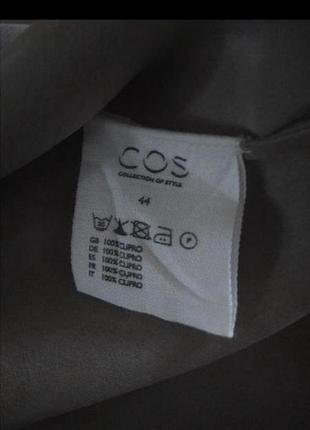 COS
COLLECTION OF STYLE
44
30
P
GB 100% CUPRO
DE 100% CUPRO
ES 100% CUPRO
FR 100% CUPRO
IT 100% CUPRO